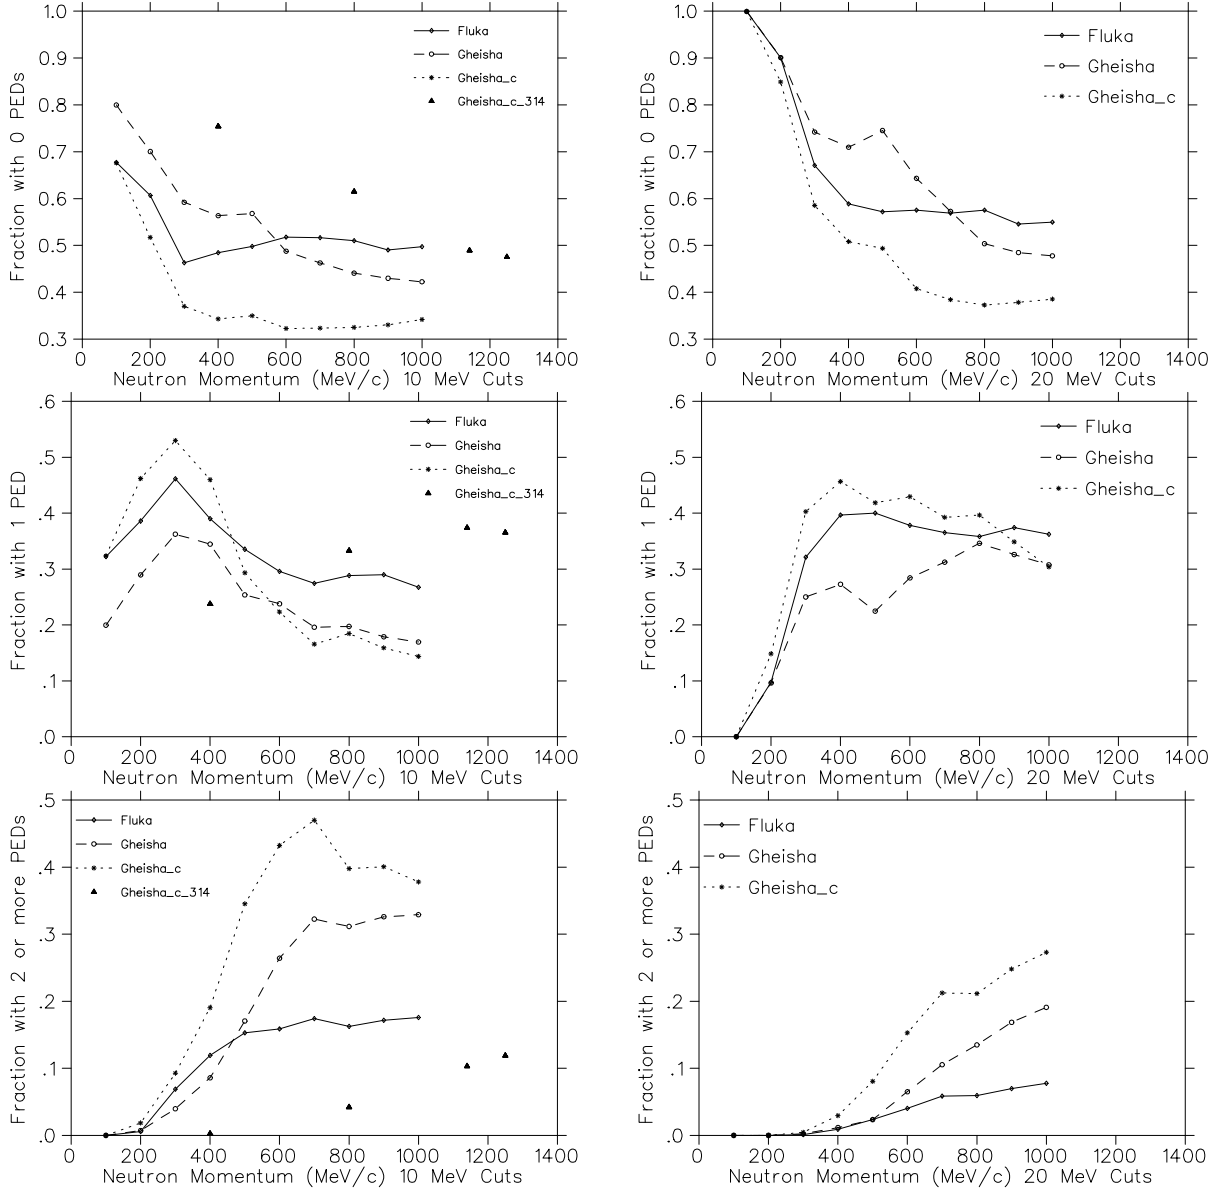 1.0
0.9
0.8
0.7
0.6
0.5
0.4
0.3
Fraction with 0 PEDs
Fluka
Gheisha
Gheisha_c
Gheisha_c_314
0 200 400 600 800 1000 1200 1400
Neutron Momentum (MeV/c) 10 MeV Cuts
1.0
0.9
0.8
0.7
0.6
0.5
0.4
0.3
Fraction with 0 PEDs
Fluka
Gheisha
Gheisha_c
0 200 400 600 800 1000 1200 1400
Neutron Momentum (MeV/c) 20 MeV Cuts
.6
.5
.4
.3
.2
.1
.0
Fraction with 1 PED
Fluka
Gheisha
Gheisha_c
Gheisha_c_314
0 200 400 600 800 1000 1200 1400
Neutron Momentum (MeV/c) 10 MeV Cuts
.6
.5
.4
.3
.2
.1
.0
Fraction with 1 PED
Fluka
Gheisha
Gheisha_c
0 200 400 600 800 1000 1200 1400
Neutron Momentum (MeV/c) 20 MeV Cuts
.5
.4
.3
.2
.1
.0
Fraction with 2 or more PEDs
Fluka
Gheisha
Gheisha_c
Gheisha_c_314
0 200 400 600 800 1000 1200 1400
Neutron Momentum (MeV/c) 10 MeV Cuts
.5
.4
.3
.2
.1
.0
Fraction with 2 or more PEDs
Fluka
Gheisha
Gheisha_c
0 200 400 600 800 1000 1200 1400
Neutron Momentum (MeV/c) 20 MeV Cuts